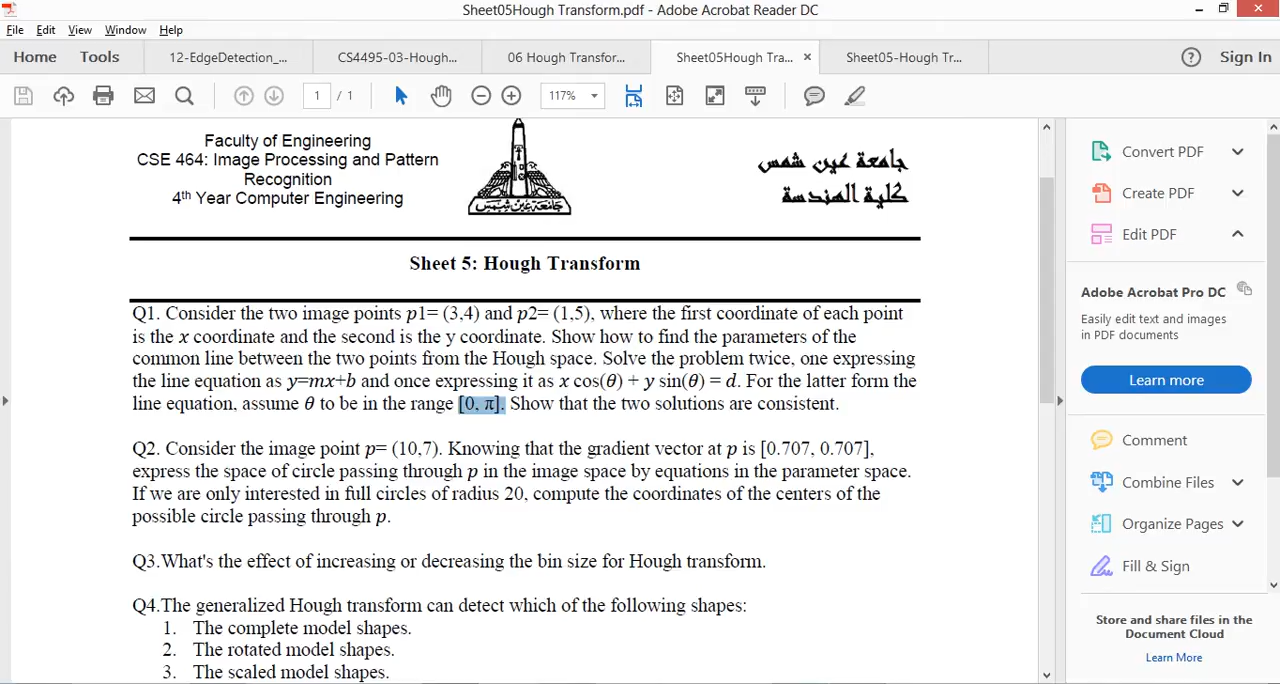 Sheet05Hough Transform.pdf - Adobe Acrobat Reader DC
File Edit View Window Help
Home Tools 12-EdgeDetection_... CS4495-03-Hough... 06 Hough Transfor... Sheet05Hough Tra... × Sheet05-Hough Tr... Sign In
1 / 1 117%
Faculty of Engineering
CSE 464: Image Processing and Pattern
Recognition
4th Year Computer Engineering
جامعة عين شمس
كلية الهندسة
جامعة عين شمس
Sheet 5: Hough Transform
Q1. Consider the two image points p1= (3,4) and p2= (1,5), where the first coordinate of each point
is the x coordinate and the second is the y coordinate. Show how to find the parameters of the
common line between the two points from the Hough space. Solve the problem twice, one expressing
the line equation as y=mx+b and once expressing it as x cos(θ) + y sin(θ) = d. For the latter form the
line equation, assume θ to be in the range [0, π]. Show that the two solutions are consistent.
Q2. Consider the image point p= (10,7). Knowing that the gradient vector at p is [0.707, 0.707],
express the space of circle passing through p in the image space by equations in the parameter space.
If we are only interested in full circles of radius 20, compute the coordinates of the centers of the
possible circle passing through p.
Q3.What's the effect of increasing or decreasing the bin size for Hough transform.
Q4.The generalized Hough transform can detect which of the following shapes:
1. The complete model shapes.
2. The rotated model shapes.
3. The scaled model shapes.
Convert PDF
Create PDF
Edit PDF
Adobe Acrobat Pro DC
Easily edit text and images
in PDF documents
Learn more
Comment
Combine Files
Organize Pages
Fill & Sign
Store and share files in the
Document Cloud
Learn More